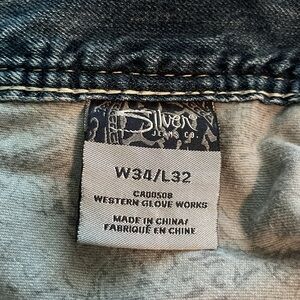 Silver
JEANS CO.
W34/L32
CA00508
WESTERN GLOVE WORKS
MADE IN CHINA/
FABRIQUÉ EN CHINE